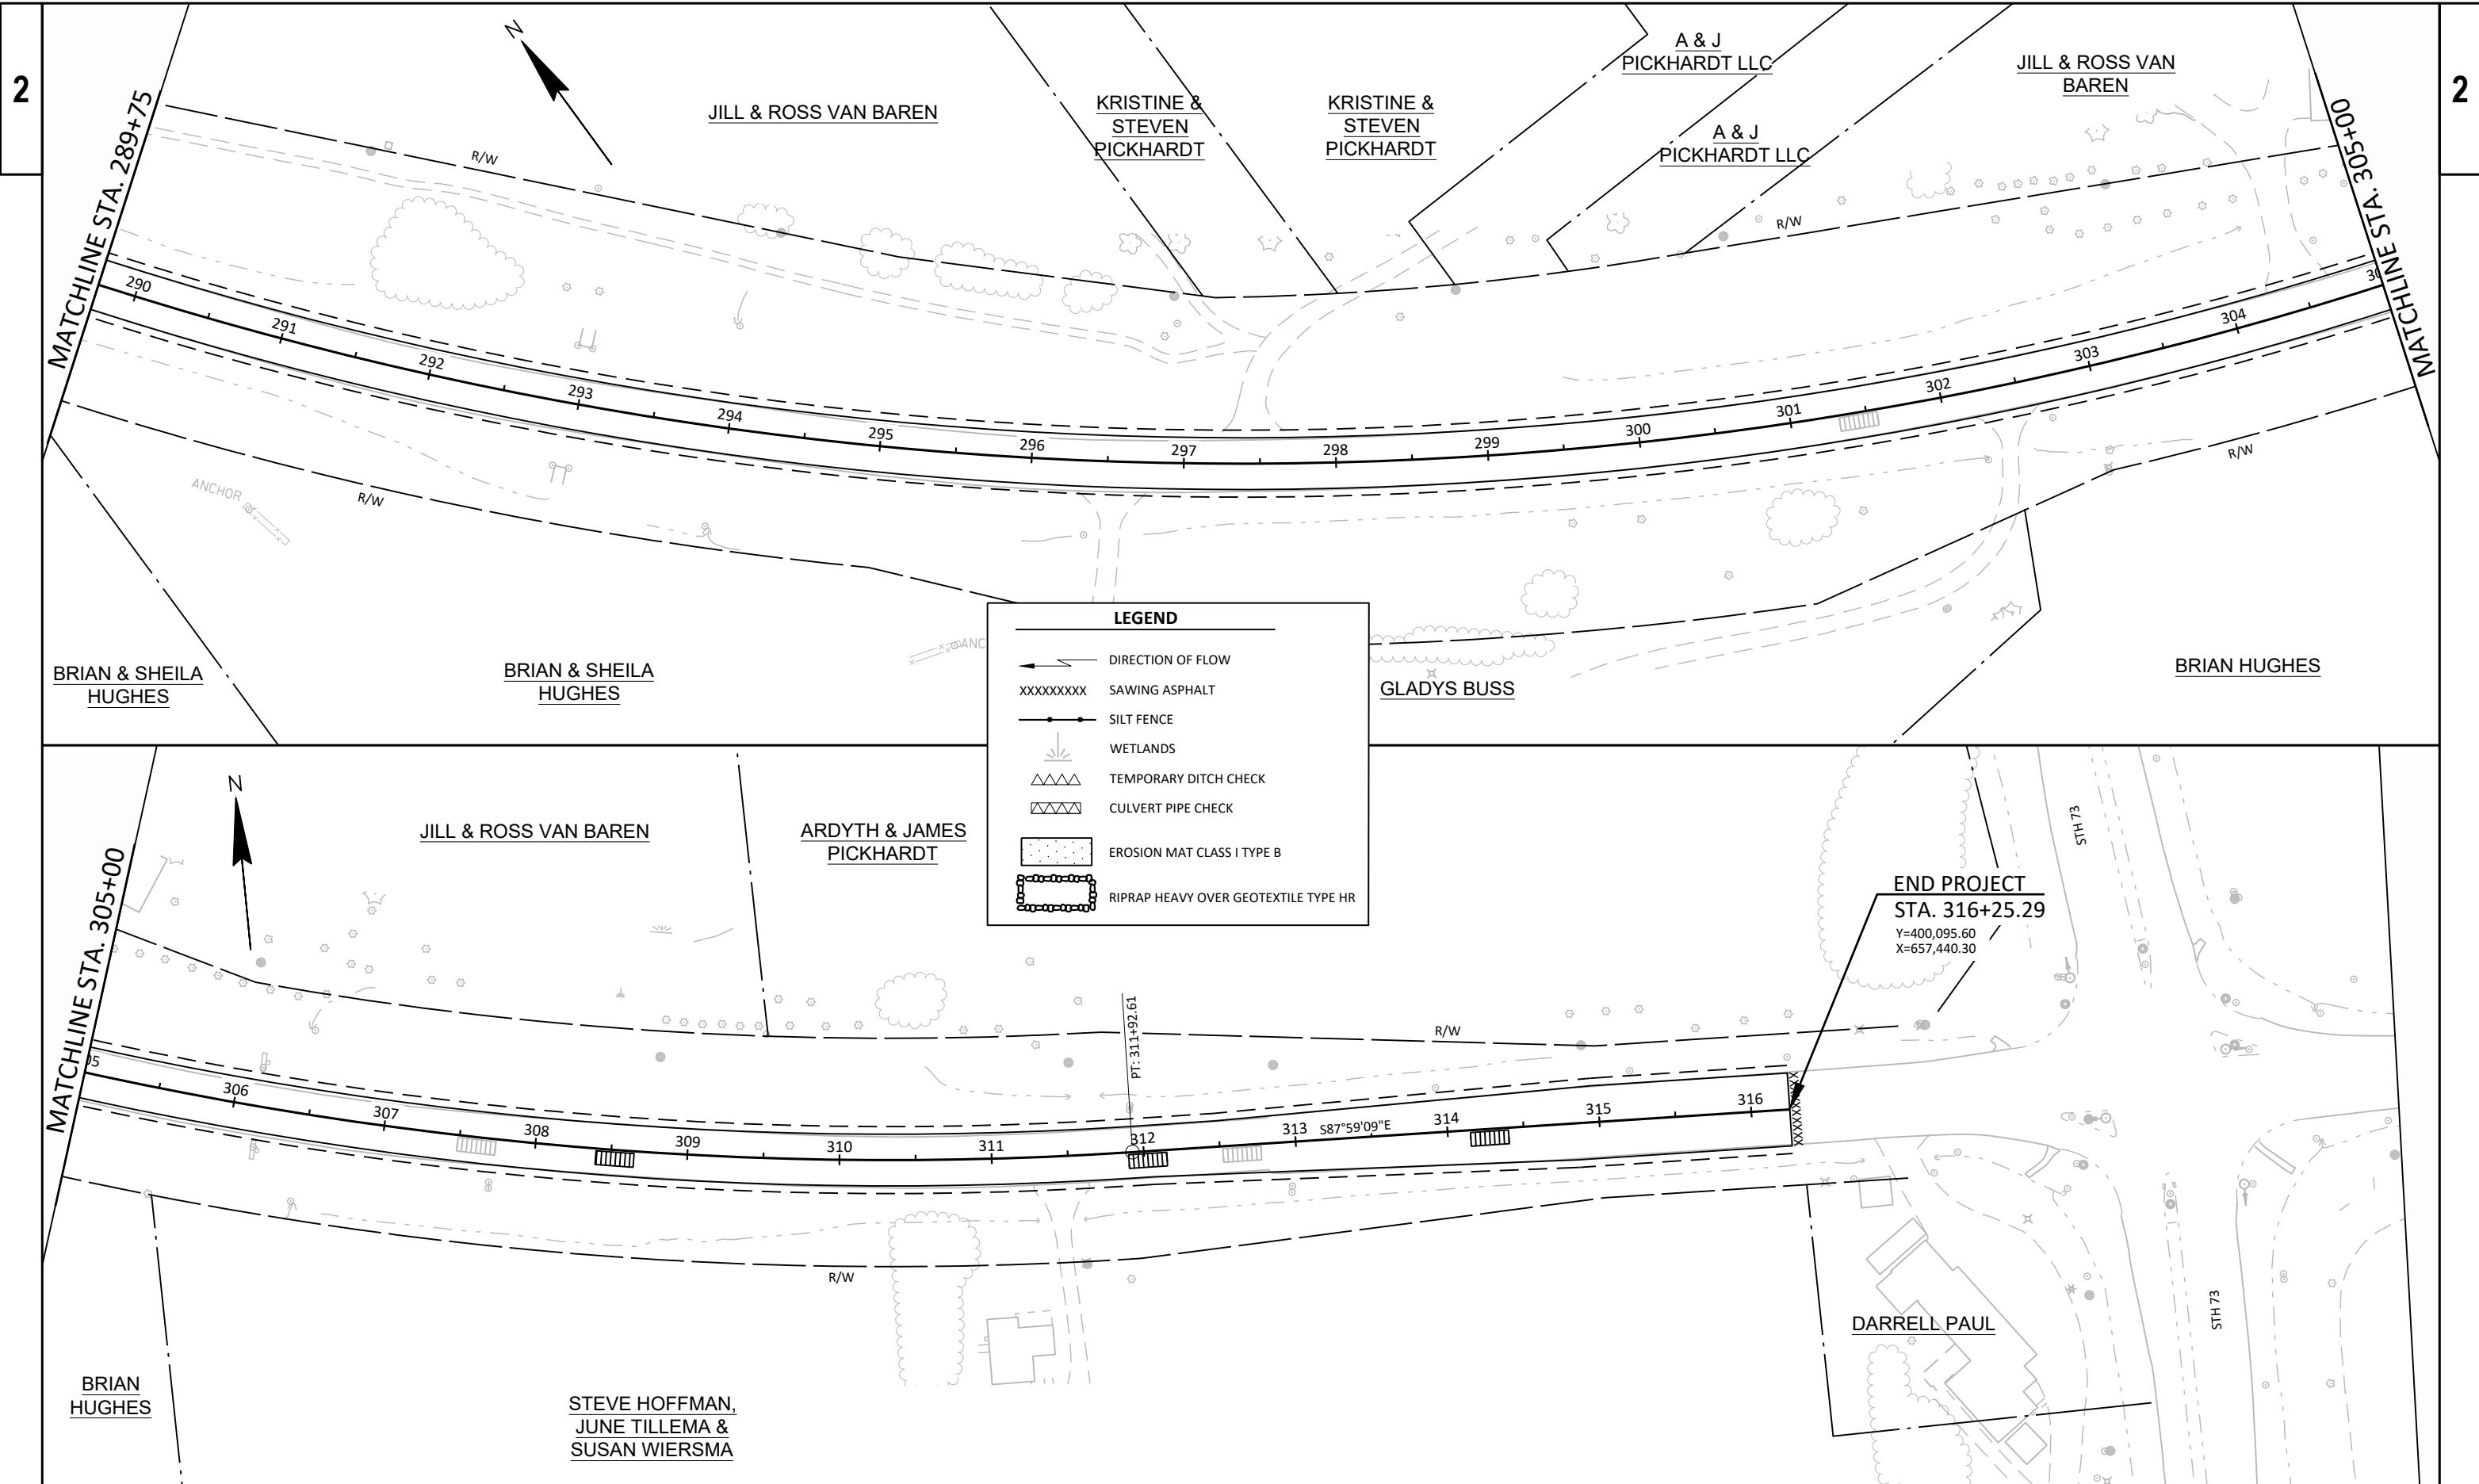 2
2
MATCHLINE STA. 289+75
N
JILL & ROSS VAN BAREN
KRISTINE &
STEVEN
PICKHARDT
KRISTINE &
STEVEN
PICKHARDT
A & J
PICKHARDT LLC
A & J
PICKHARDT LLC
JILL & ROSS VAN
BAREN
MATCHLINE STA. 305+00
R/W
R/W
290
291
292
293
294
295
296
297
298
299
300
301
302
303
304
R/W
R/W
ANCHOR
ANC
BRIAN & SHEILA
HUGHES
BRIAN & SHEILA
HUGHES
GLADYS BUSS
BRIAN HUGHES
LEGEND
DIRECTION OF FLOW
XXXXXXXXX SAWING ASPHALT
SILT FENCE
WETLANDS
TEMPORARY DITCH CHECK
CULVERT PIPE CHECK
EROSION MAT CLASS I TYPE B
RIPRAP HEAVY OVER GEOTEXTILE TYPE HR
MATCHLINE STA. 305+00
N
JILL & ROSS VAN BAREN
ARDYTH & JAMES
PICKHARDT
STH 73
END PROJECT
STA. 316+25.29
Y=400,095.60
X=657,440.30
PT: 311+92.61
R/W
306
307
308
309
310
311
312
313
S87°59'09"E
314
315
316
R/W
STH 73
DARRELL PAUL
BRIAN
HUGHES
STEVE HOFFMAN,
JUNE TILLEMA &
SUSAN WIERSMA